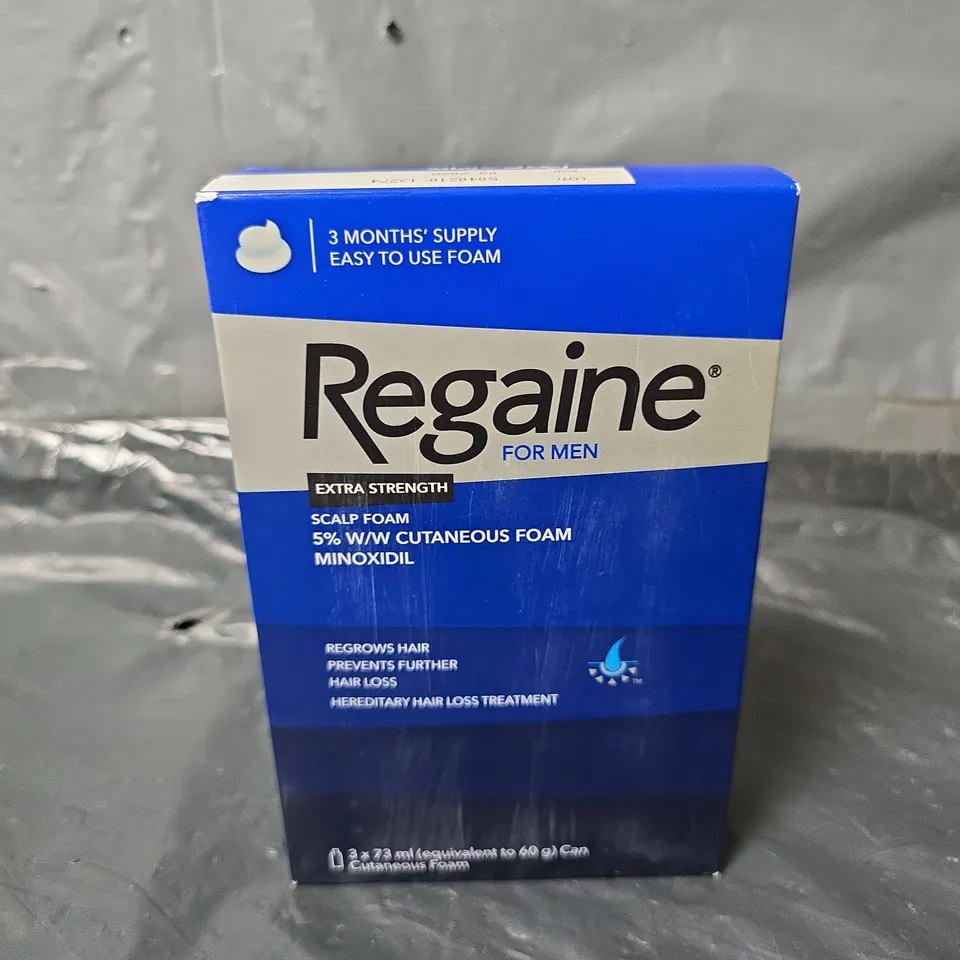 3 MONTHS' SUPPLY
EASY TO USE FOAM
Regaine®
FOR MEN
EXTRA STRENGTH
SCALP FOAM
5% W/W CUTANEOUS FOAM
MINOXIDIL
REGROWS HAIR
PREVENTS FURTHER
HAIR LOSS
HEREDITARY HAIR LOSS TREATMENT
TM
3 x 73 ml (equivalent to 60 g) Can
Cutaneous Foam